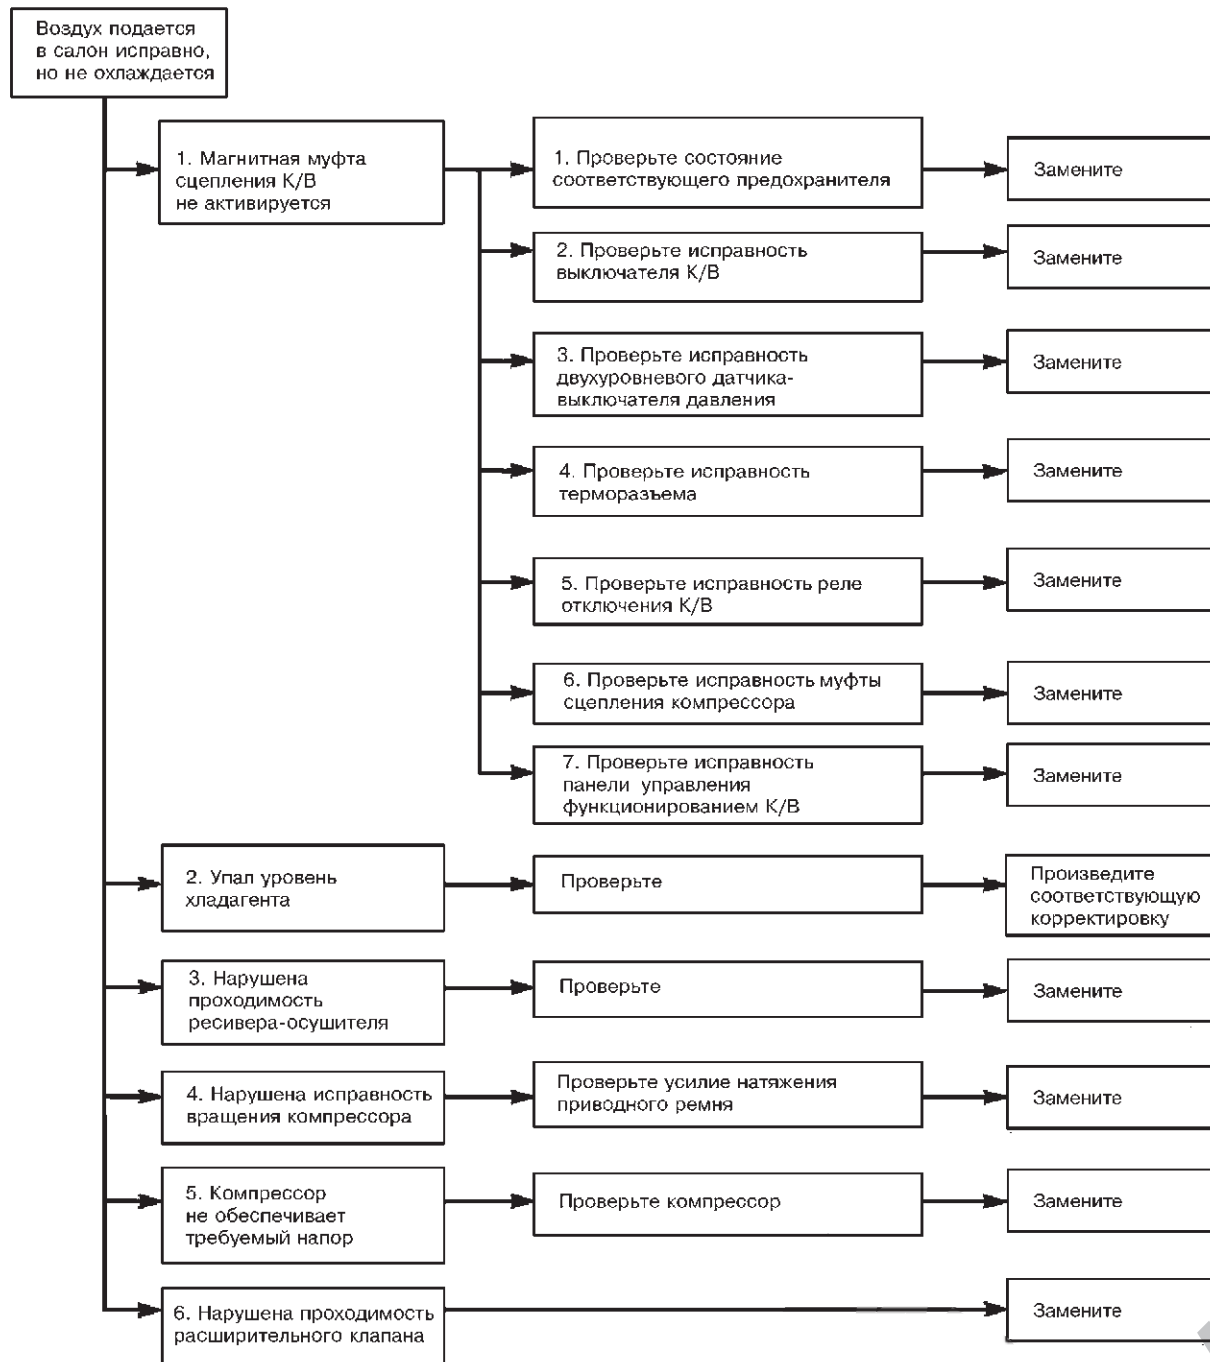 Воздух подается
в салон исправно,
но не охлаждается
1. Магнитная муфта
сцепления К/В
не активируется
1. Проверьте состояние
соответствующего предохранителя
Замените
2. Проверьте исправность
выключателя К/В
Замените
3. Проверьте исправность
двухуровневого датчика-
выключателя давления
Замените
4. Проверьте исправность
терморазъема
Замените
5. Проверьте исправность реле
отключения К/В
Замените
6. Проверьте исправность муфты
сцепления компрессора
Замените
7. Проверьте исправность
панели управления
функционированием К/В
Замените
2. Упал уровень
хладагента
Проверьте
Произведите
соответствующую
корректировку
3. Нарушена
проходимость
ресивера-осушителя
Проверьте
Замените
4. Нарушена исправность
вращения компрессора
Проверьте усилие натяжения
приводного ремня
Замените
5. Компрессор
не обеспечивает
требуемый напор
Проверьте компрессор
Замените
6. Нарушена проходимость
расширительного клапана
Замените